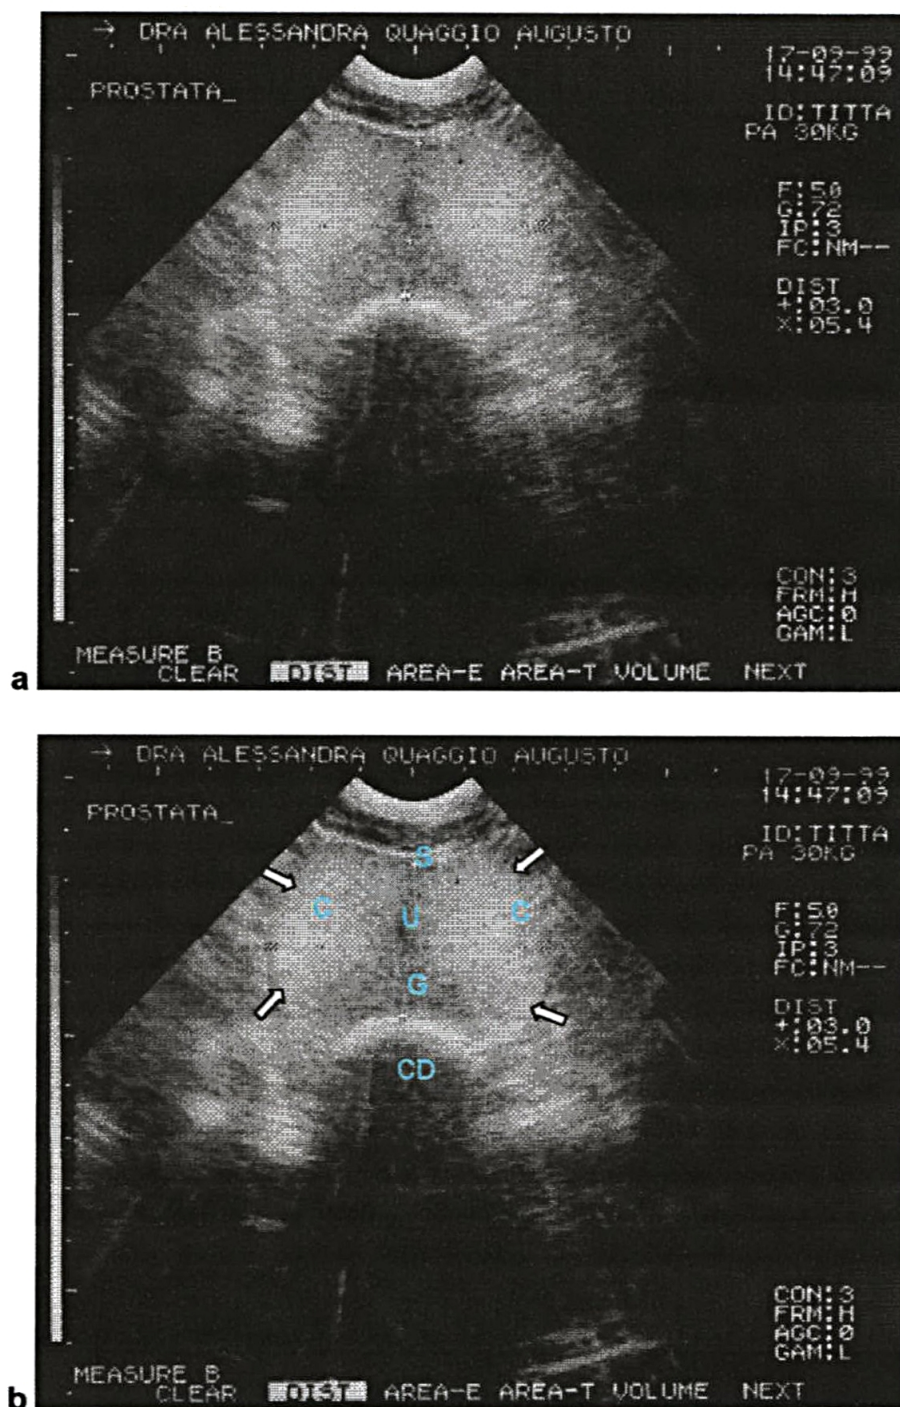 → DRA ALESSANDRA QUAGGIO AUGUSTO
17-09-99
14:47:09
PROSTATA_
ID:TITTA
PA 30KG
F:5.0
G:72
IP:3
FC:NM--
DIST
+:03.0
×:05.4
CON:3
FRM:H
AGC:0
GAM:L
MEASURE B
CLEAR DIST AREA-E AREA-T VOLUME NEXT
a
→ DRA ALESSANDRA QUAGGIO AUGUSTO
17-09-99
14:47:09
PROSTATA_
ID:TITTA
PA 30KG
S
C U C
G
CD
F:5.0
G:72
IP:3
FC:NM--
DIST
+:03.0
×:05.4
CON:3
FRM:H
AGC:0
GAM:L
MEASURE B
CLEAR DIST AREA-E AREA-T VOLUME NEXT
b